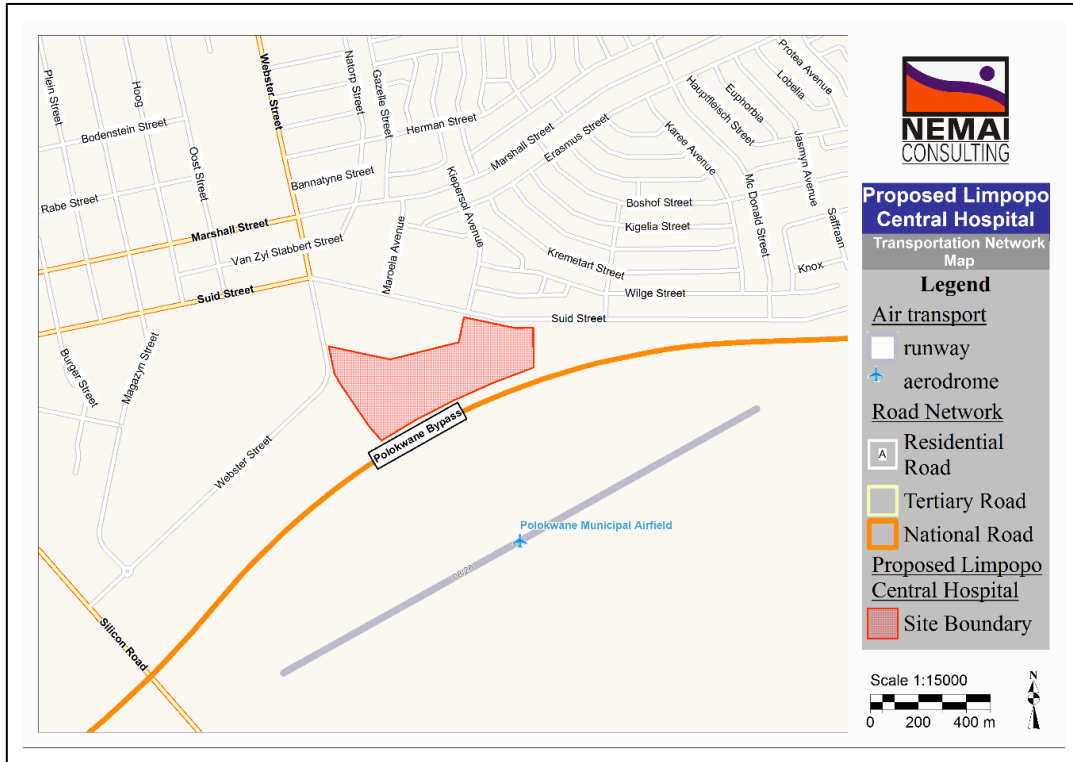 Plein Street
Hoog
Bodenstein Street
Oost Street
Webster Street
Natorp Street
Gazelle Street
Herman Street
Marshall Street
Erasmus Street
Protea Avenue
Lobelia
Euphorbia
Hauptfleisch Street
Karee Avenue
Jasmyn Avenue
Mc Donald Street
Saffraan
Knox
Bannatyne Street
Klepersol Avenue
Rabe Street
Marshall Street
Van Zyl Slabbert Street
Maroela Avenue
Boshof Street
Kigelia Street
Kremetart Street
Wilge Street
Suid Street
Suid Street
Burger Street
Magazyn Street
Webster Street
Polokwane Bypass
Polokwane Municipal Airfield
Silicon Road
NEMAI
CONSULTING
Proposed Limpopo
Central Hospital
Transportation Network
Map
Legend
Air transport
runway
aerodrome
Road Network
A
Residential
Road
Tertiary Road
National Road
Proposed Limpopo
Central Hospital
Site Boundary
Scale 1:15000
N
0 200 400 m